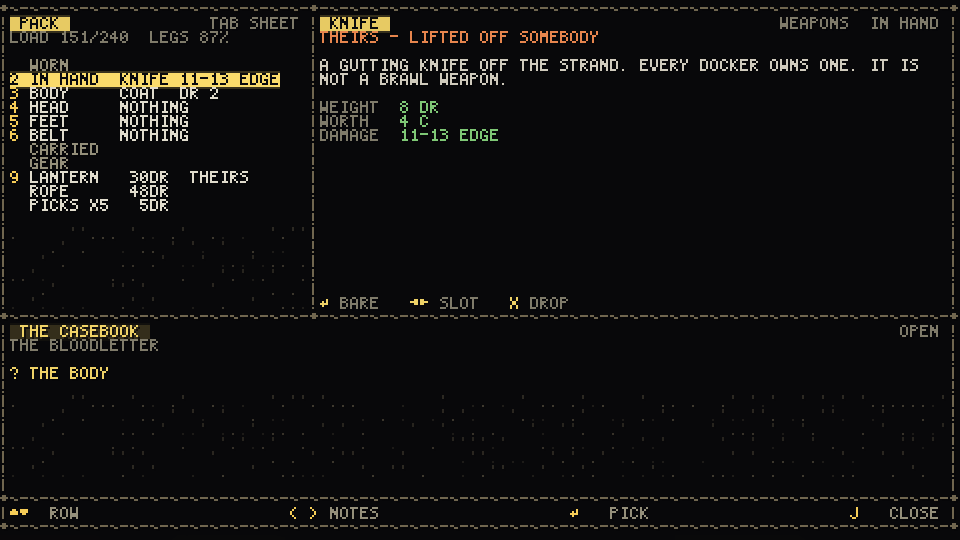 PACK TAB SHEET
LOAD 151/240 LEGS 87%
WORN
2 IN HAND KNIFE 11-13 EDGE
3 BODY COAT DR 2
4 HEAD NOTHING
5 FEET NOTHING
6 BELT NOTHING
CARRIED
GEAR
9 LANTERN 30DR THEIRS
ROPE 48DR
PICKS X5 5DR
KNIFE WEAPONS IN HAND
THEIRS - LIFTED OFF SOMEBODY
A GUTTING KNIFE OFF THE STRAND. EVERY DOCKER OWNS ONE. IT IS
NOT A BRAWL WEAPON.
WEIGHT 8 DR
WORTH 4 C
DAMAGE 11-13 EDGE
↵ BARE ◄► SLOT X DROP
THE CASEBOOK OPEN
THE BLOODLETTER
? THE BODY
▲▼ ROW < > NOTES ↵ PICK J CLOSE